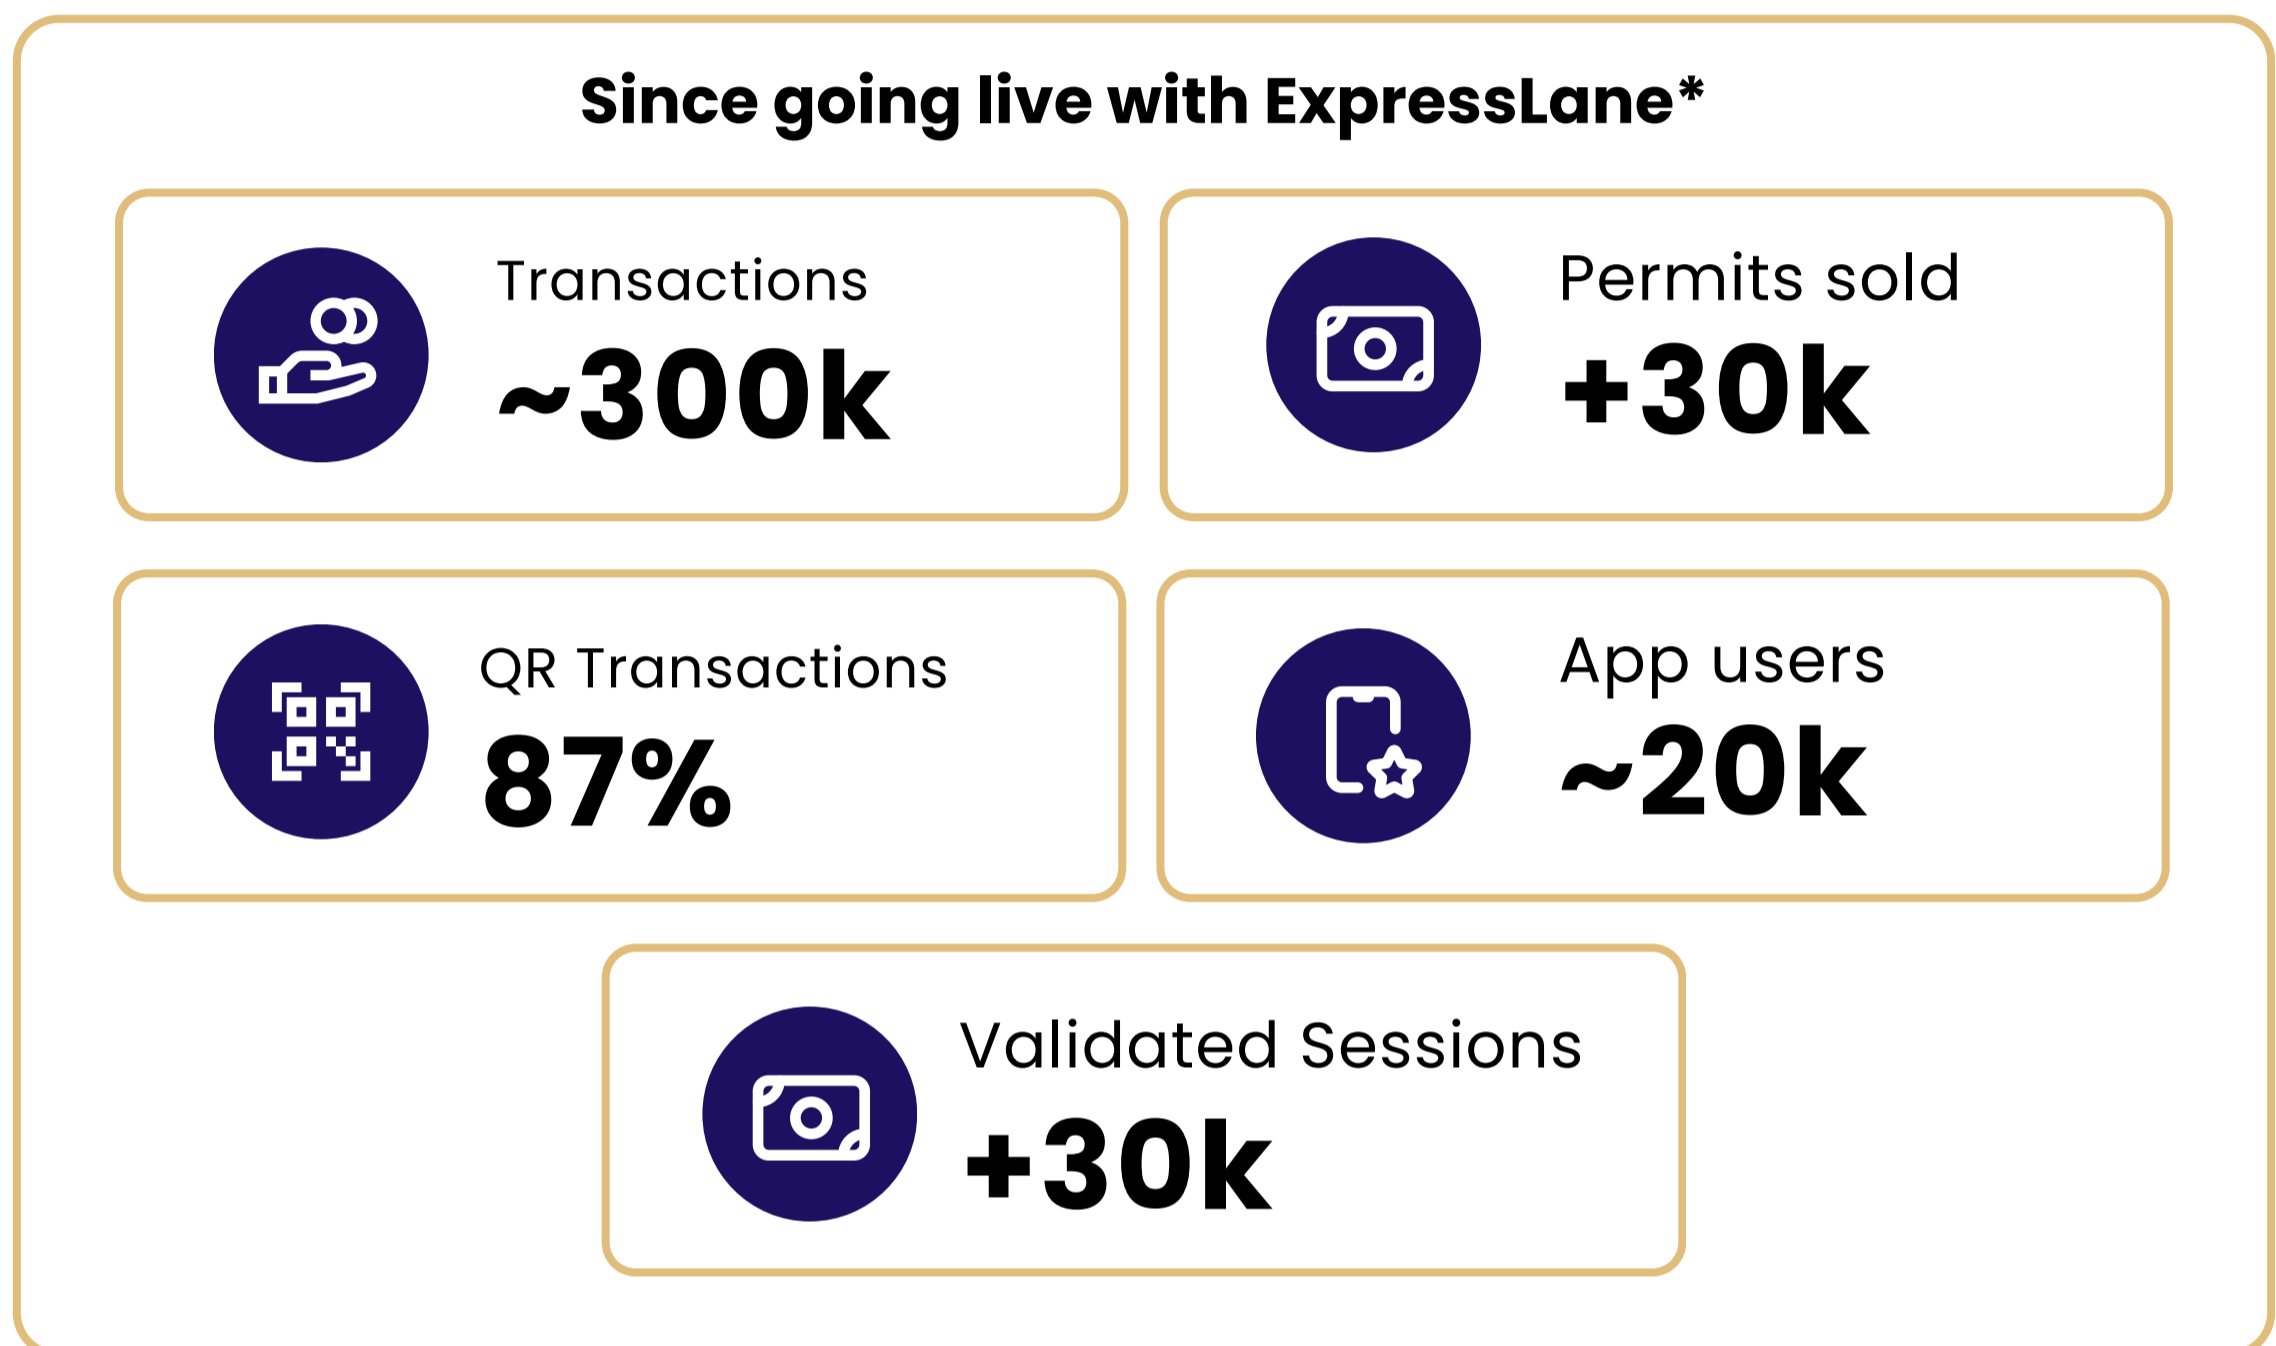 Since going live with ExpressLane*
Transactions
~300k
Permits sold
+30k
QR Transactions
87%
App users
~20k
Validated Sessions
+30k